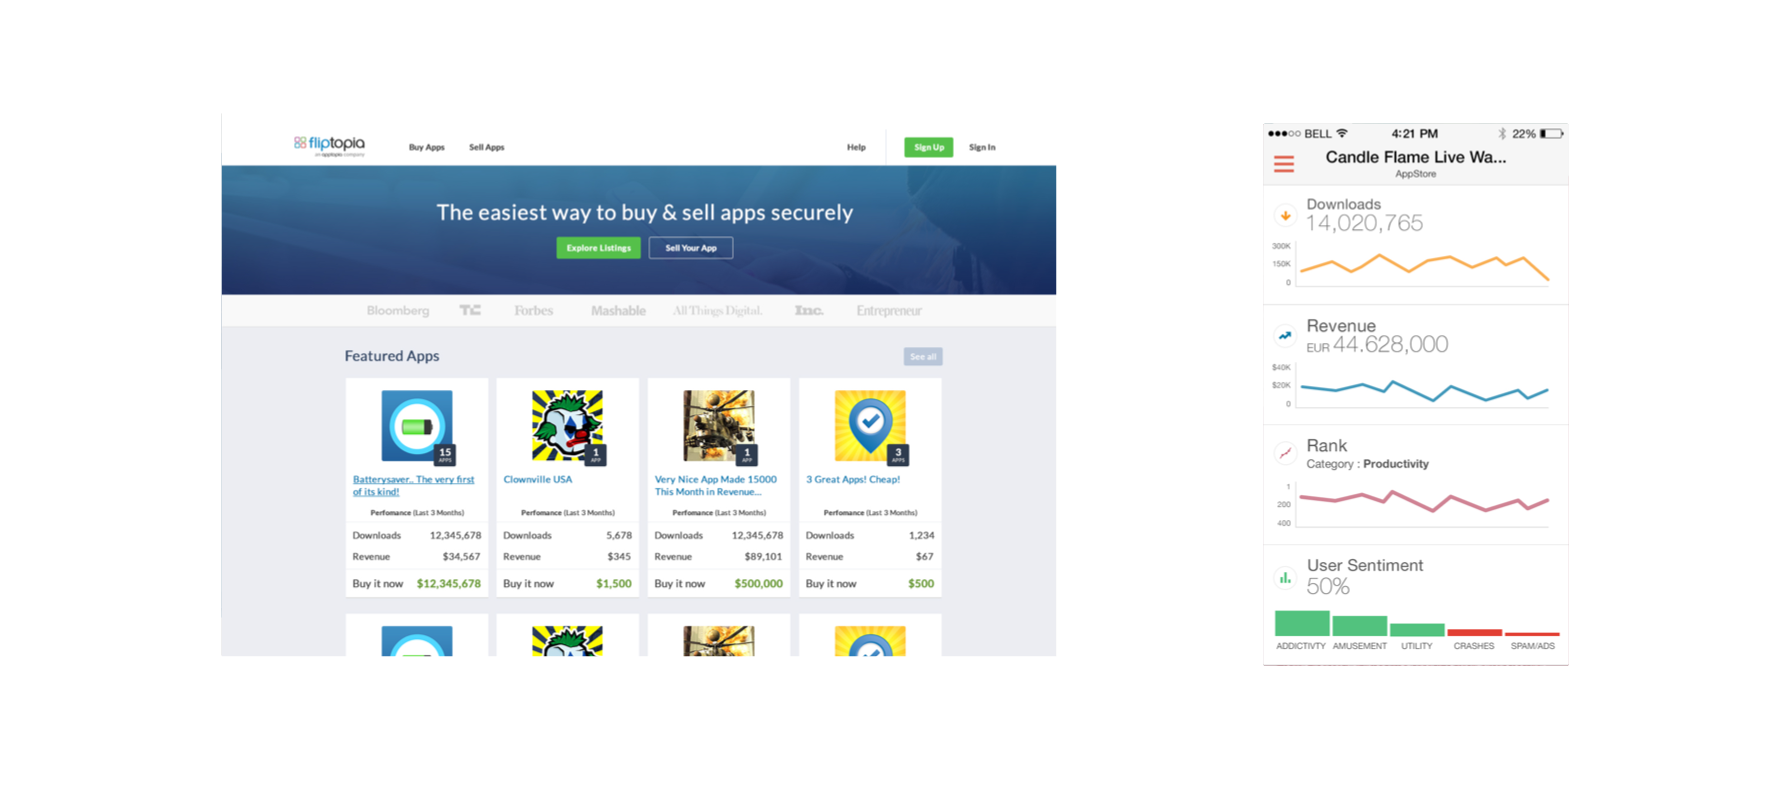 fliptopia
an apptopia company
Buy Apps
Sell Apps
Help
Sign Up
Sign In
The easiest way to buy & sell apps securely
Explore Listings
Sell Your App
Bloomberg
TC
Forbes
Mashable
All Things Digital.
Inc.
Entrepreneur
Featured Apps
See all
15
APPS
Batterysaver.. The very first
of its kind!
Perfomance (Last 3 Months)
Downloads 12,345,678
Revenue $34,567
Buy it now $12,345,678
1
APP
Clownville USA
Perfomance (Last 3 Months)
Downloads 5,678
Revenue $345
Buy it now $1,500
1
APP
Very Nice App Made 15000
This Month in Revenue...
Perfomance (Last 3 Months)
Downloads 12,345,678
Revenue $89,101
Buy it now $500,000
3
APPS
3 Great Apps! Cheap!
Perfomance (Last 3 Months)
Downloads 1,234
Revenue $67
Buy it now $500
BELL 4:21 PM 22%
Candle Flame Live Wa...
AppStore
Downloads
14,020,765
300K
150K
0
Revenue
EUR 44.628,000
$40K
$20K
0
Rank
Category : Productivity
1
200
400
User Sentiment
50%
ADDICTIVTY AMUSEMENT UTILITY CRASHES SPAM/ADS